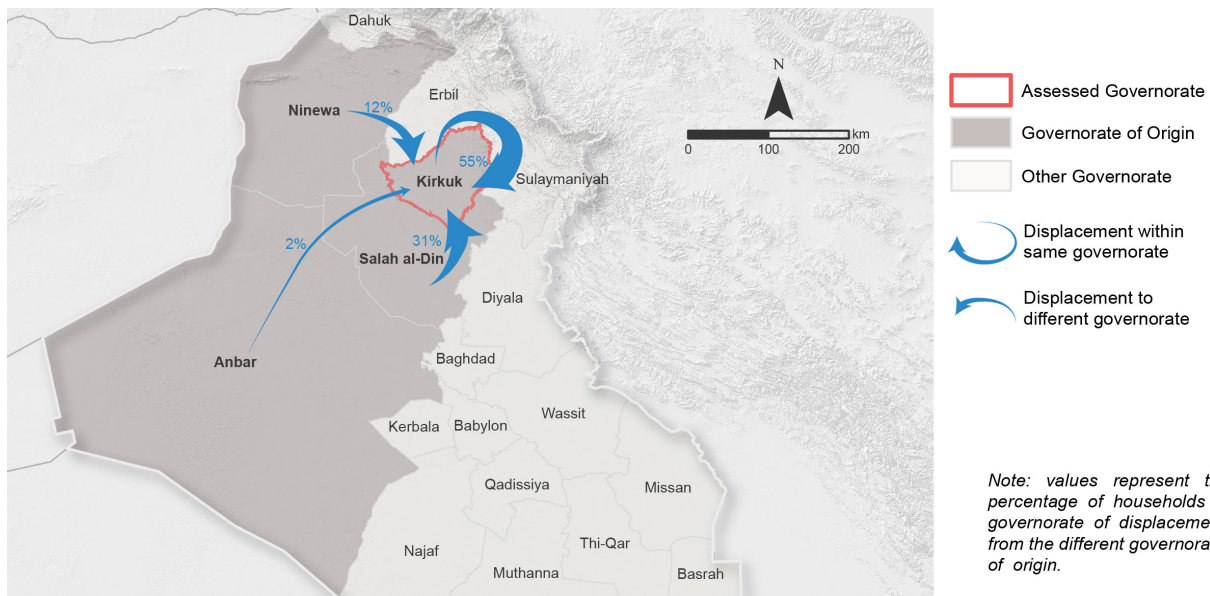 Dahuk
Ninewa
12%
Erbil
55%
Kirkuk
Sulaymaniyah
2%
31%
Salah al-Din
Diyala
Anbar
Baghdad
Wassit
Kerbala
Babylon
Qadissiya
Missan
Najaf
Thi-Qar
Muthanna
Basrah
N
km
0 100 200
Assessed Governorate
Governorate of Origin
Other Governorate
Displacement within
same governorate
Displacement to
different governorate
Note: values represent
percentage of households
governorate of
from the different
of origin.